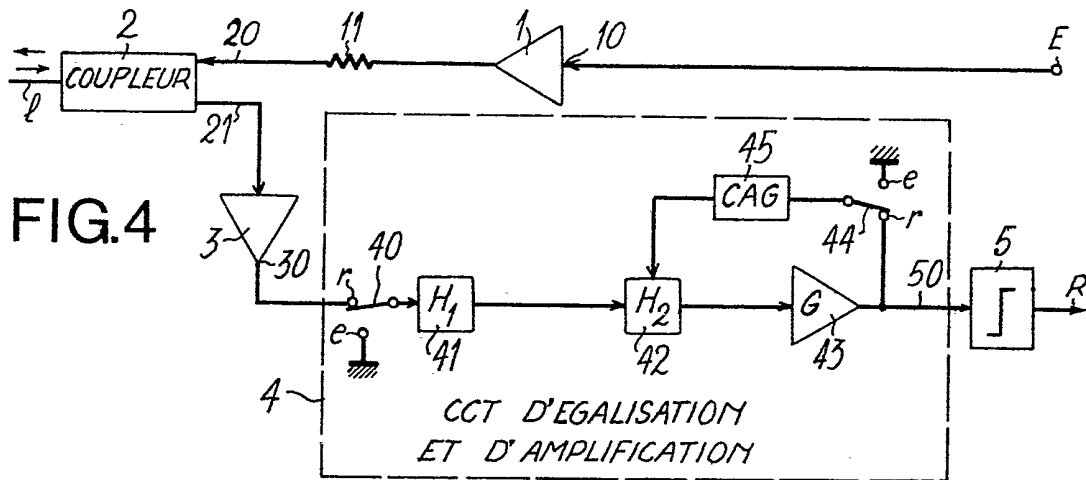 2
20
11
1
10
E
COUPLEUR
l
21
45
CAG
e
r
44
FIG.4
3
30
r
40
H1
41
H2
42
G
43
50
5
R
e
4
CCT D'EGALISATION
ET D'AMPLIFICATION